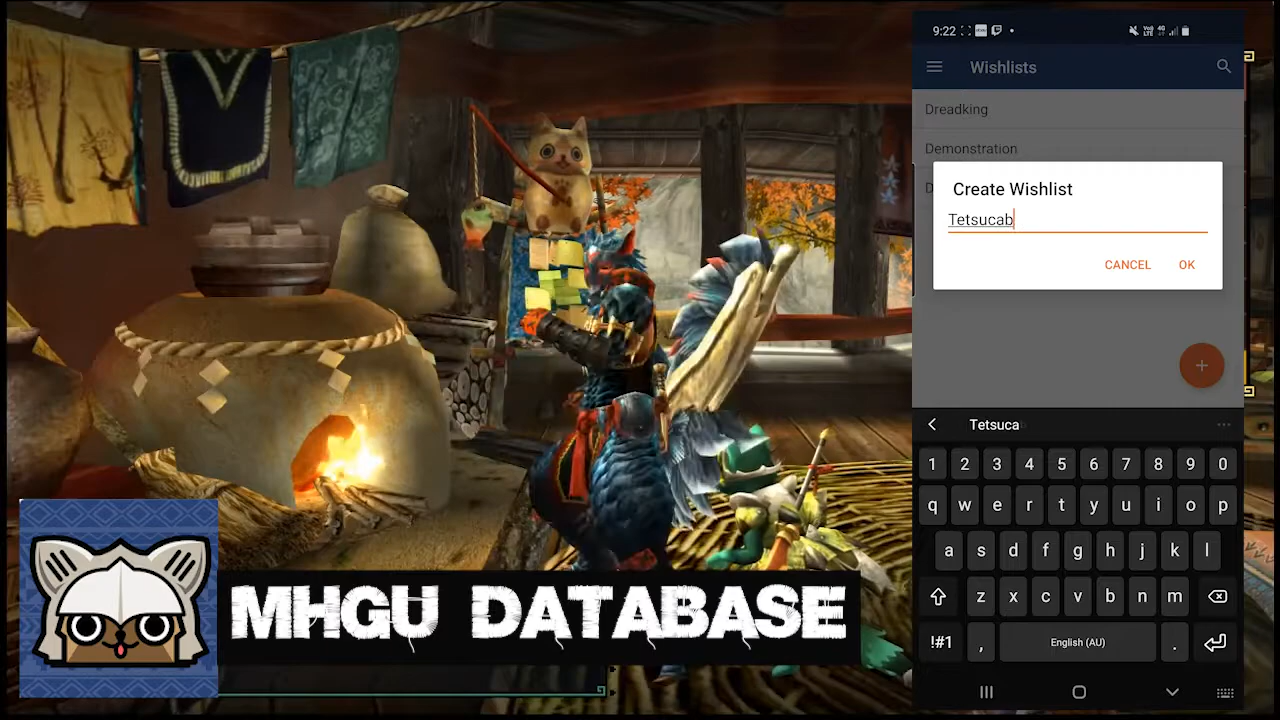 9:22
Wishlists
Dreadking
Demonstration
D
Create Wishlist
Tetsucab
CANCEL OK
+
Tetsuca
1 2 3 4 5 6 7 8 9 0
q w e r t y u i o p
a s d f g h j k l
z x c v b n m
!#1 , English (AU) .
MHGU DATABASE